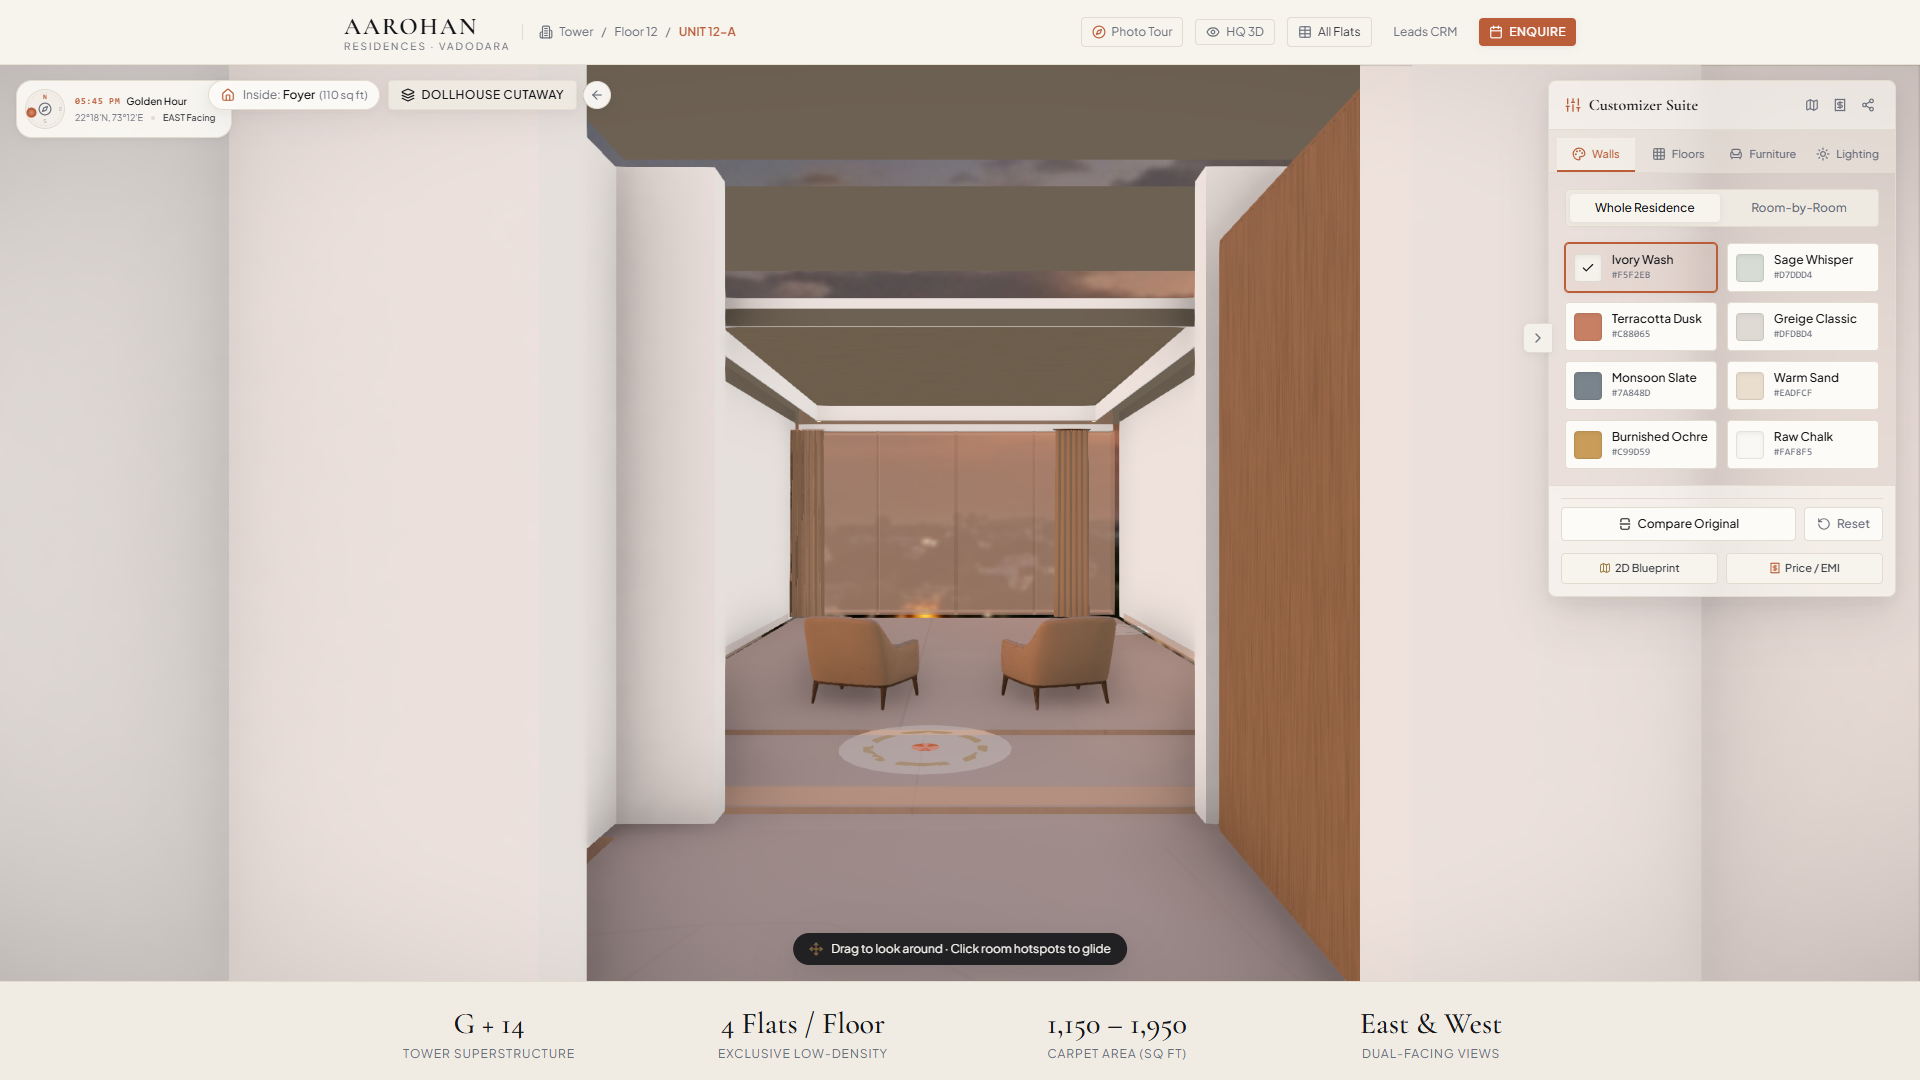 AAROHAN
RESIDENCES · VADODARA
Tower / Floor 12 / UNIT 12-A
Photo Tour
HQ 3D
All Flats
Leads CRM
ENQUIRE
N
05:45 PM Golden Hour
22°18'N, 73°12'E EAST Facing
Inside: Foyer (110 sq ft)
DOLLHOUSE CUTAWAY
Customizer Suite
Walls
Floors
Furniture
Lighting
Whole Residence
Room-by-Room
Ivory Wash
#F5F2EB
Sage Whisper
#D7DDD4
Terracotta Dusk
#C88065
Greige Classic
#DFDBD4
Monsoon Slate
#7A848D
Warm Sand
#EADFCF
Burnished Ochre
#C99D59
Raw Chalk
#FAF8F5
Compare Original
Reset
2D Blueprint
Price / EMI
Drag to look around · Click room hotspots to glide
G + 14
TOWER SUPERSTRUCTURE
4 Flats / Floor
EXCLUSIVE LOW-DENSITY
1,150 – 1,950
CARPET AREA (SQ FT)
East & West
DUAL-FACING VIEWS